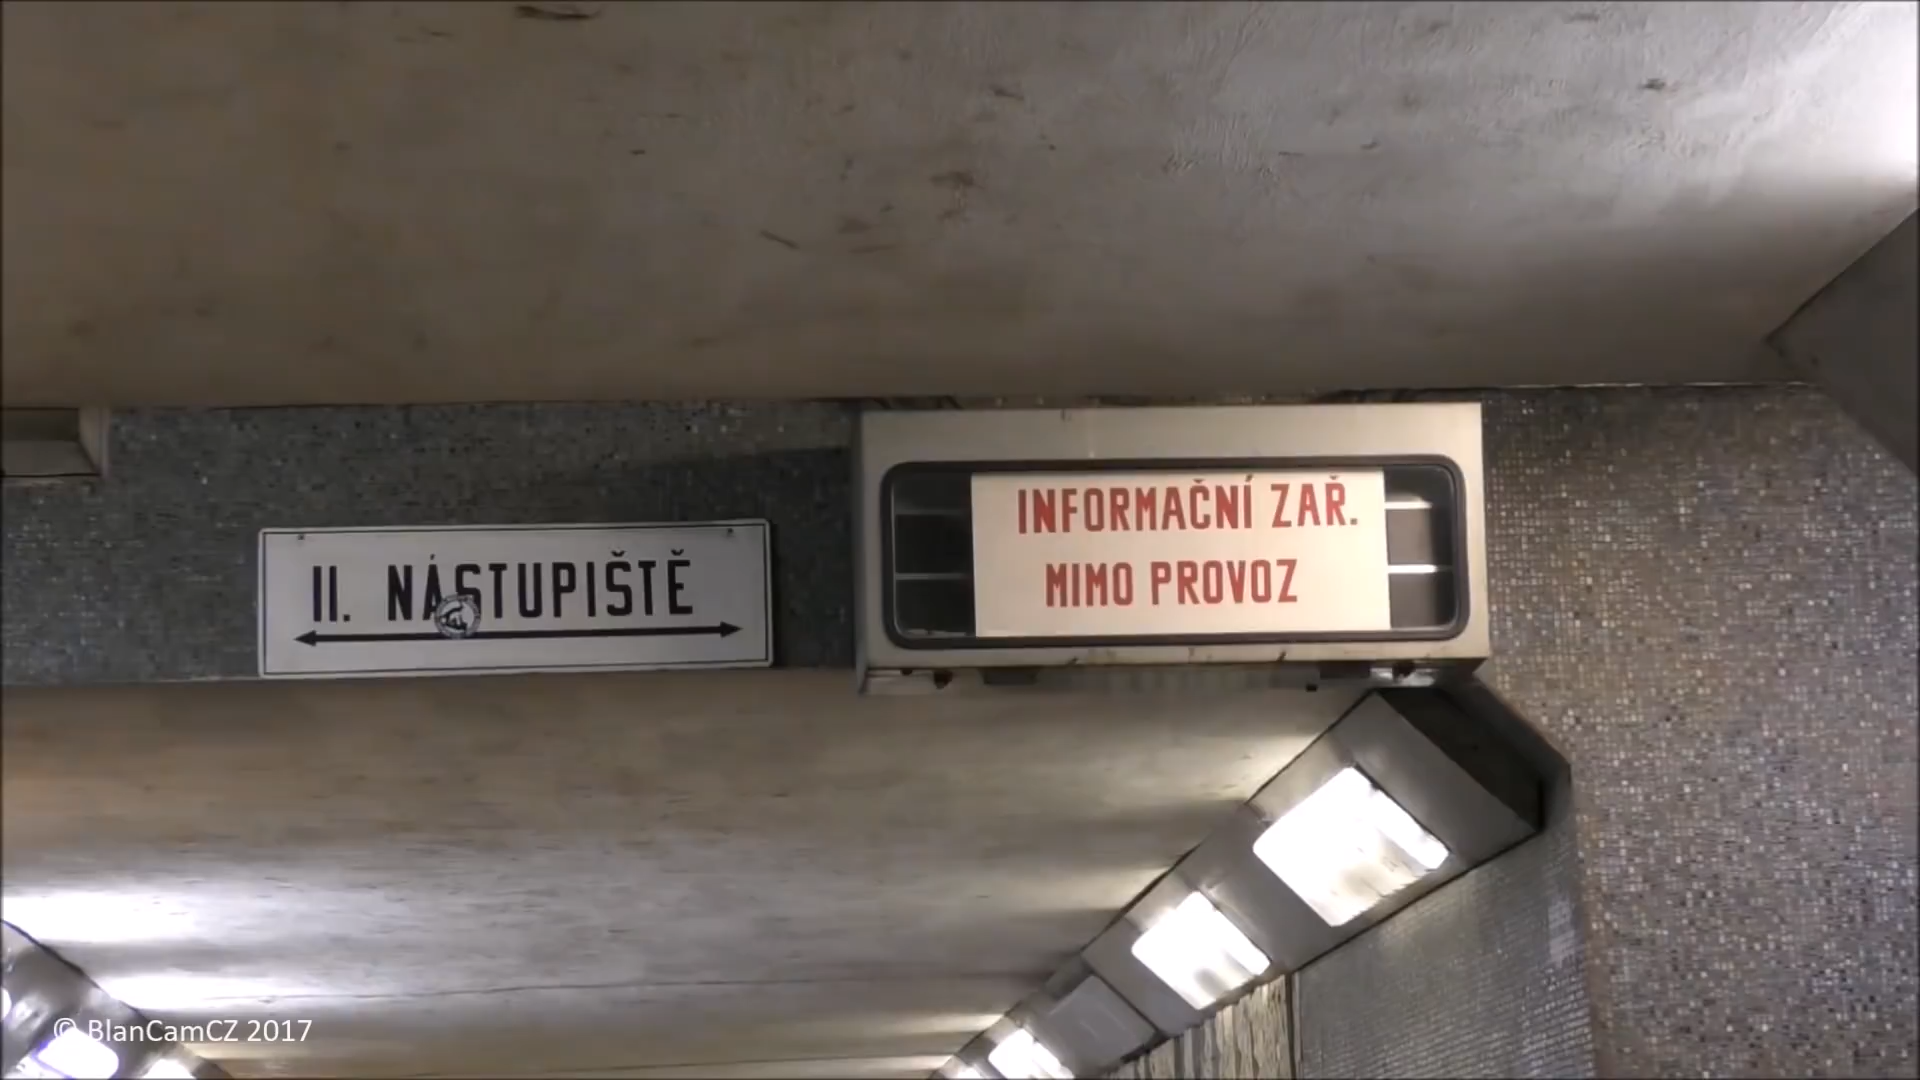 II. NÁSTUPIŠTĚ
INFORMAČNÍ ZAŘ.
MIMO PROVOZ
© BlanCamCZ 2017